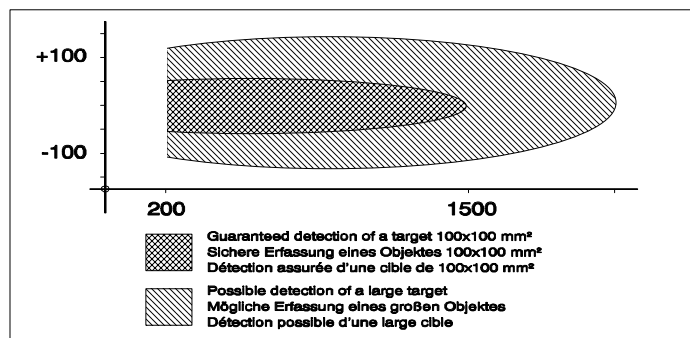 +100
-100
200 1500
Guaranteed detection of a target 100x100 mm²
Sichere Erfassung eines Objektes 100x100 mm²
Détection assurée d'une cible de 100x100 mm²
Possible detection of a large target
Mögliche Erfassung eines großen Objektes
Détection possible d'une large cible